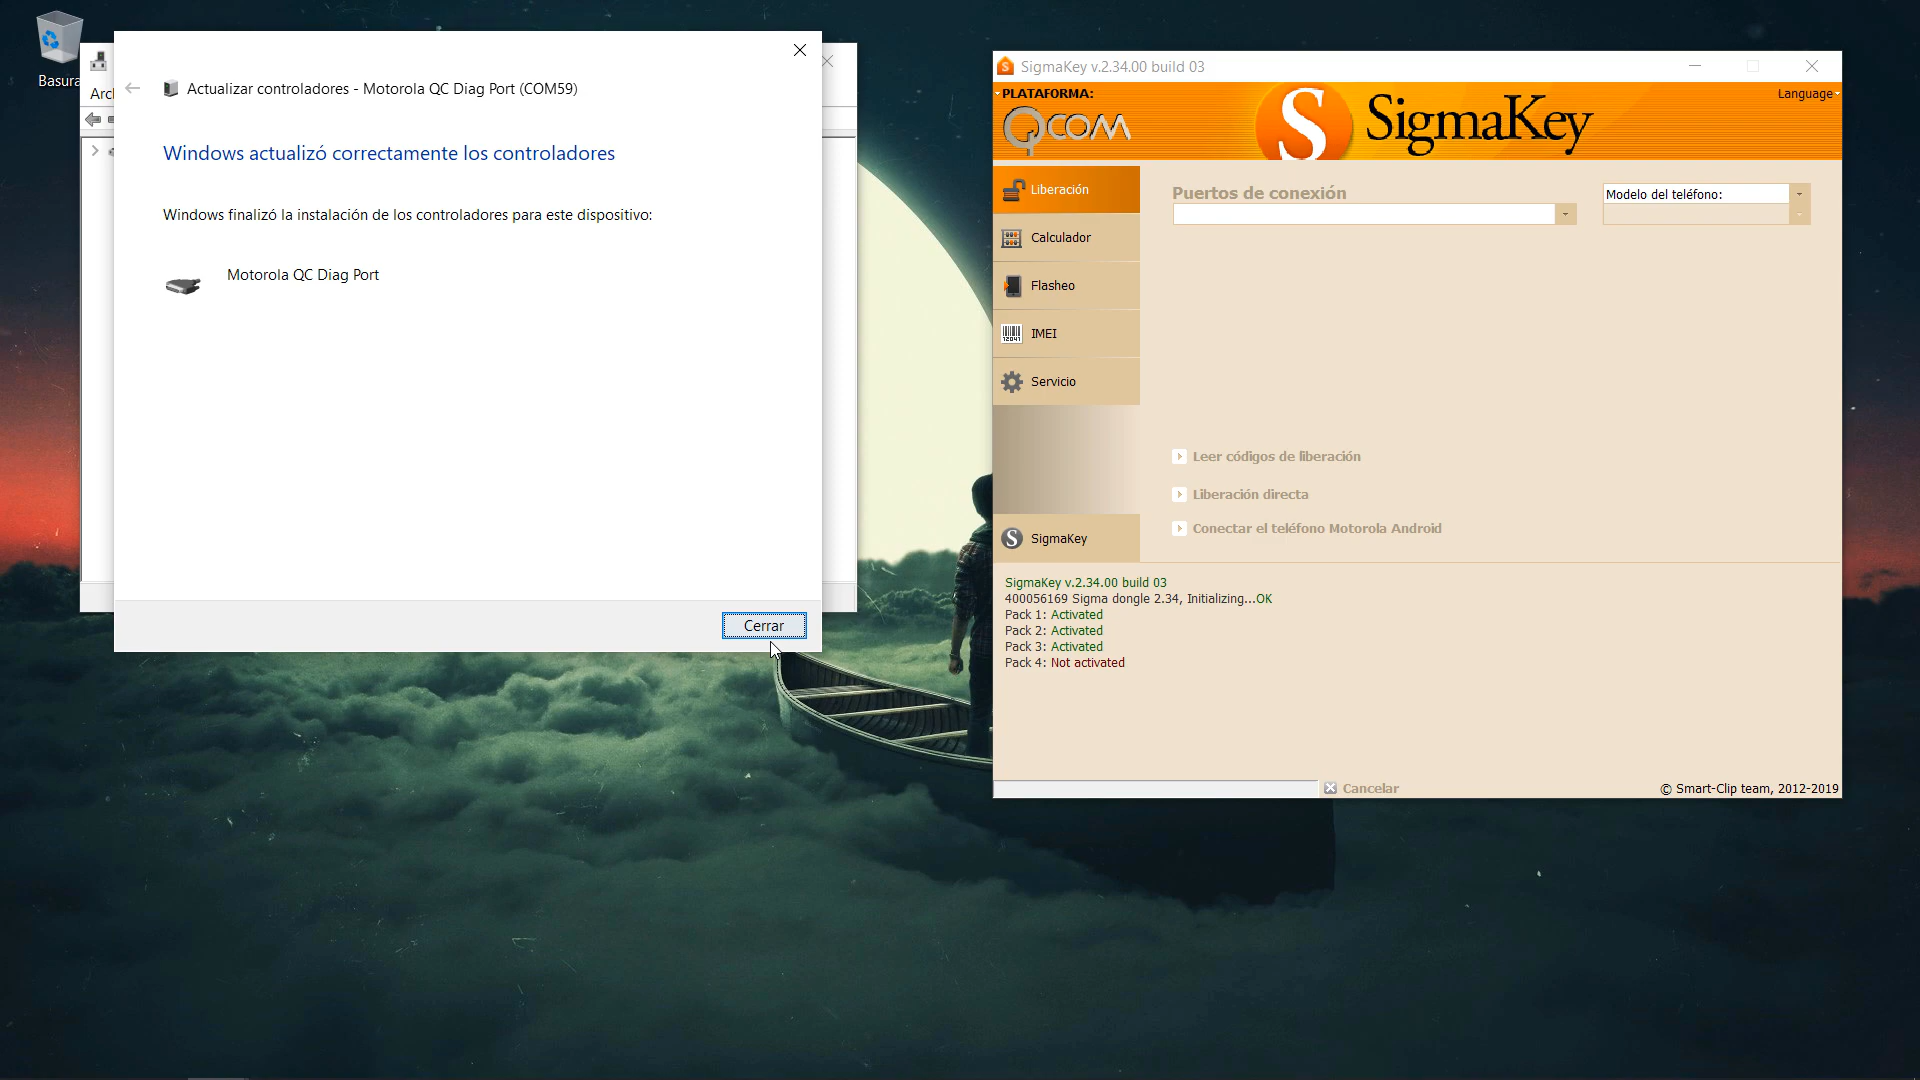 Basura
Arc
Actualizar controladores - Motorola QC Diag Port (COM59)
Windows actualizó correctamente los controladores
Windows finalizó la instalación de los controladores para este dispositivo:
Motorola QC Diag Port
Cerrar
SigmaKey v.2.34.00 build 03
PLATAFORMA:
QCOM
S SigmaKey
Language
Liberación
Calculador
Flasheo
IMEI
Servicio
SigmaKey
Puertos de conexión
Modelo del teléfono:
Leer códigos de liberación
Liberación directa
Conectar el teléfono Motorola Android
SigmaKey v.2.34.00 build 03
400056169 Sigma dongle 2.34, Initializing...OK
Pack 1: Activated
Pack 2: Activated
Pack 3: Activated
Pack 4: Not activated
Cancelar
© Smart-Clip team, 2012-2019